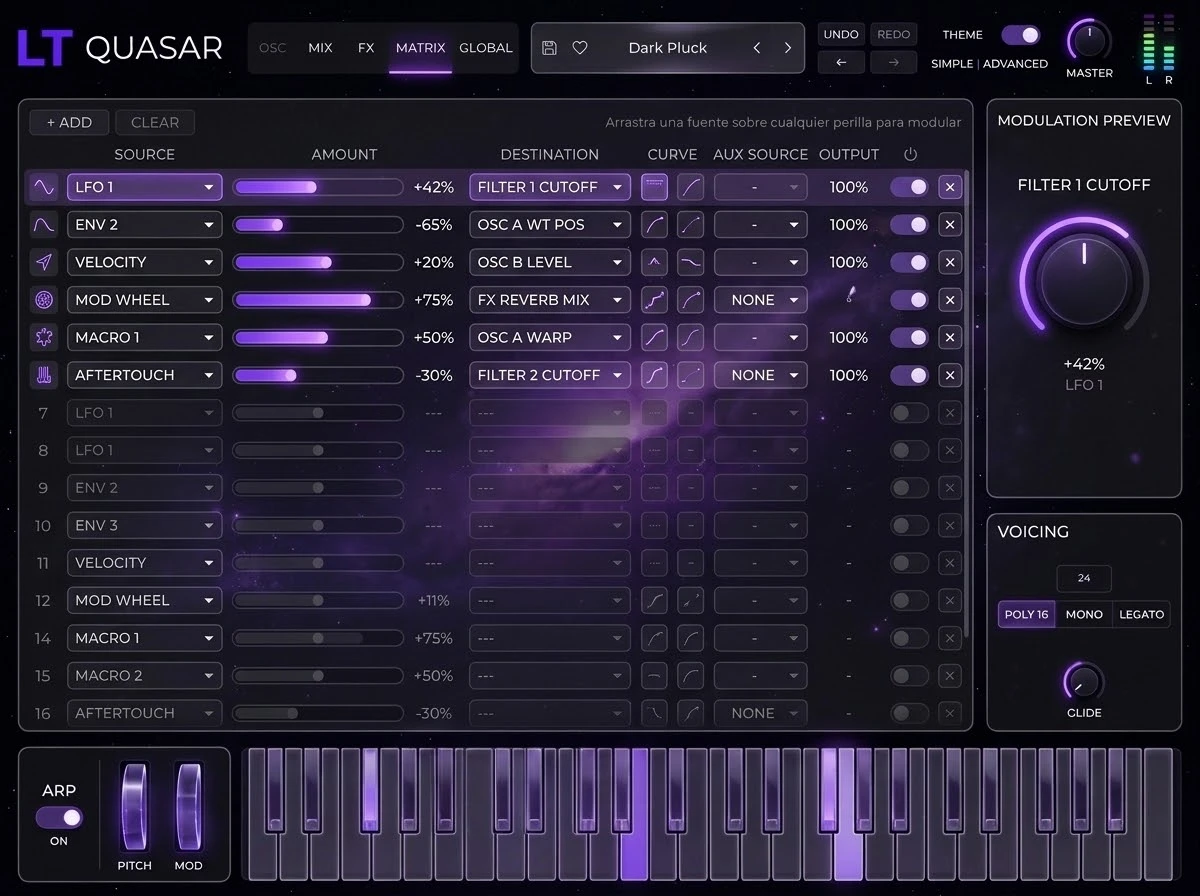 LT QUASAR
OSC MIX FX MATRIX GLOBAL
Dark Pluck
UNDO REDO
THEME
SIMPLE | ADVANCED
MASTER
L R
+ ADD CLEAR
Arrastra una fuente sobre cualquier perilla para modular
SOURCE AMOUNT DESTINATION CURVE AUX SOURCE OUTPUT
LFO 1 +42% FILTER 1 CUTOFF - 100%
ENV 2 -65% OSC A WT POS - 100%
VELOCITY +20% OSC B LEVEL - 100%
MOD WHEEL +75% FX REVERB MIX NONE
MACRO 1 +50% OSC A WARP - 100%
AFTERTOUCH -30% FILTER 2 CUTOFF NONE 100%
7 LFO 1 --- --- - -
8 LFO 1 --- --- - -
9 ENV 2 --- --- - -
10 ENV 3 --- --- - -
11 VELOCITY --- --- - -
12 MOD WHEEL +11% --- - -
14 MACRO 1 +75% --- - -
15 MACRO 2 +50% --- - -
16 AFTERTOUCH -30% --- NONE -
MODULATION PREVIEW
FILTER 1 CUTOFF
+42%
LFO 1
VOICING
24
POLY 16 MONO LEGATO
GLIDE
ARP
ON
PITCH MOD